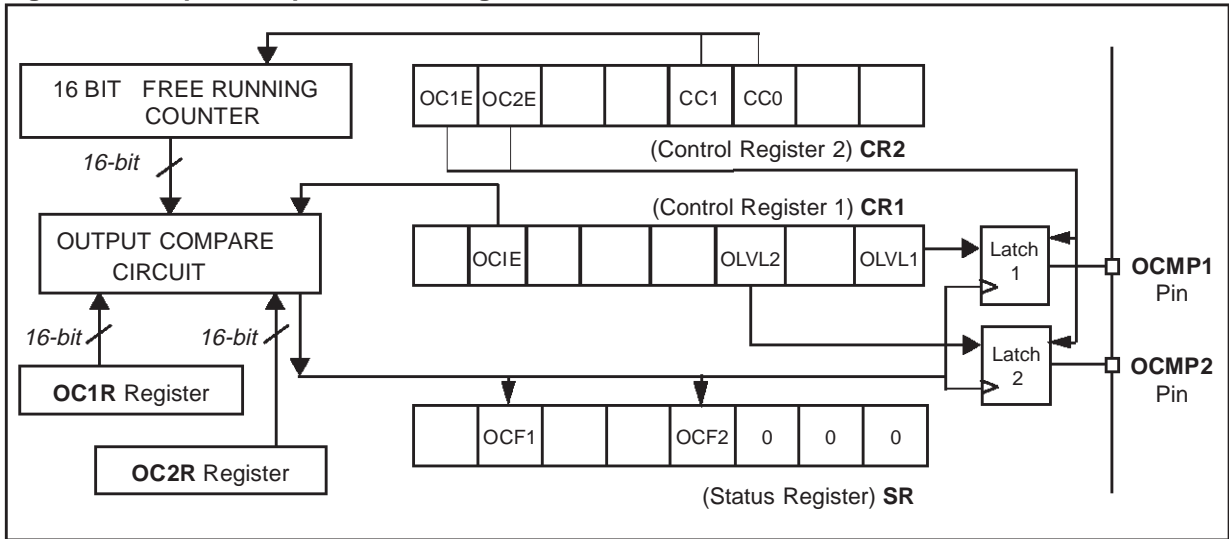 16 BIT FREE RUNNING
COUNTER
OC1E OC2E CC1 CC0
(Control Register 2) CR2
16-bit
(Control Register 1) CR1
OUTPUT COMPARE
CIRCUIT
OCIE OLVL2 OLVL1
Latch
1
OCMP1
Pin
16-bit 16-bit
Latch
2
OCMP2
Pin
OC1R Register
OCF1 OCF2 0 0 0
OC2R Register
(Status Register) SR